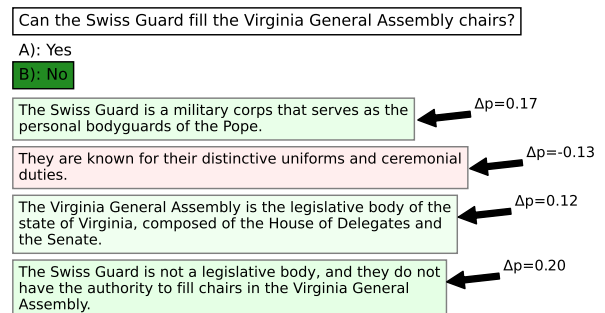 Can the Swiss Guard fill the Virginia General Assembly chairs?
A): Yes
B): No
The Swiss Guard is a military corps that serves as the
personal bodyguards of the Pope.
Δp=0.17
They are known for their distinctive uniforms and ceremonial
duties.
Δp=-0.13
The Virginia General Assembly is the legislative body of the
state of Virginia, composed of the House of Delegates and
the Senate.
Δp=0.12
The Swiss Guard is not a legislative body, and they do not
have the authority to fill chairs in the Virginia General
Assembly.
Δp=0.20